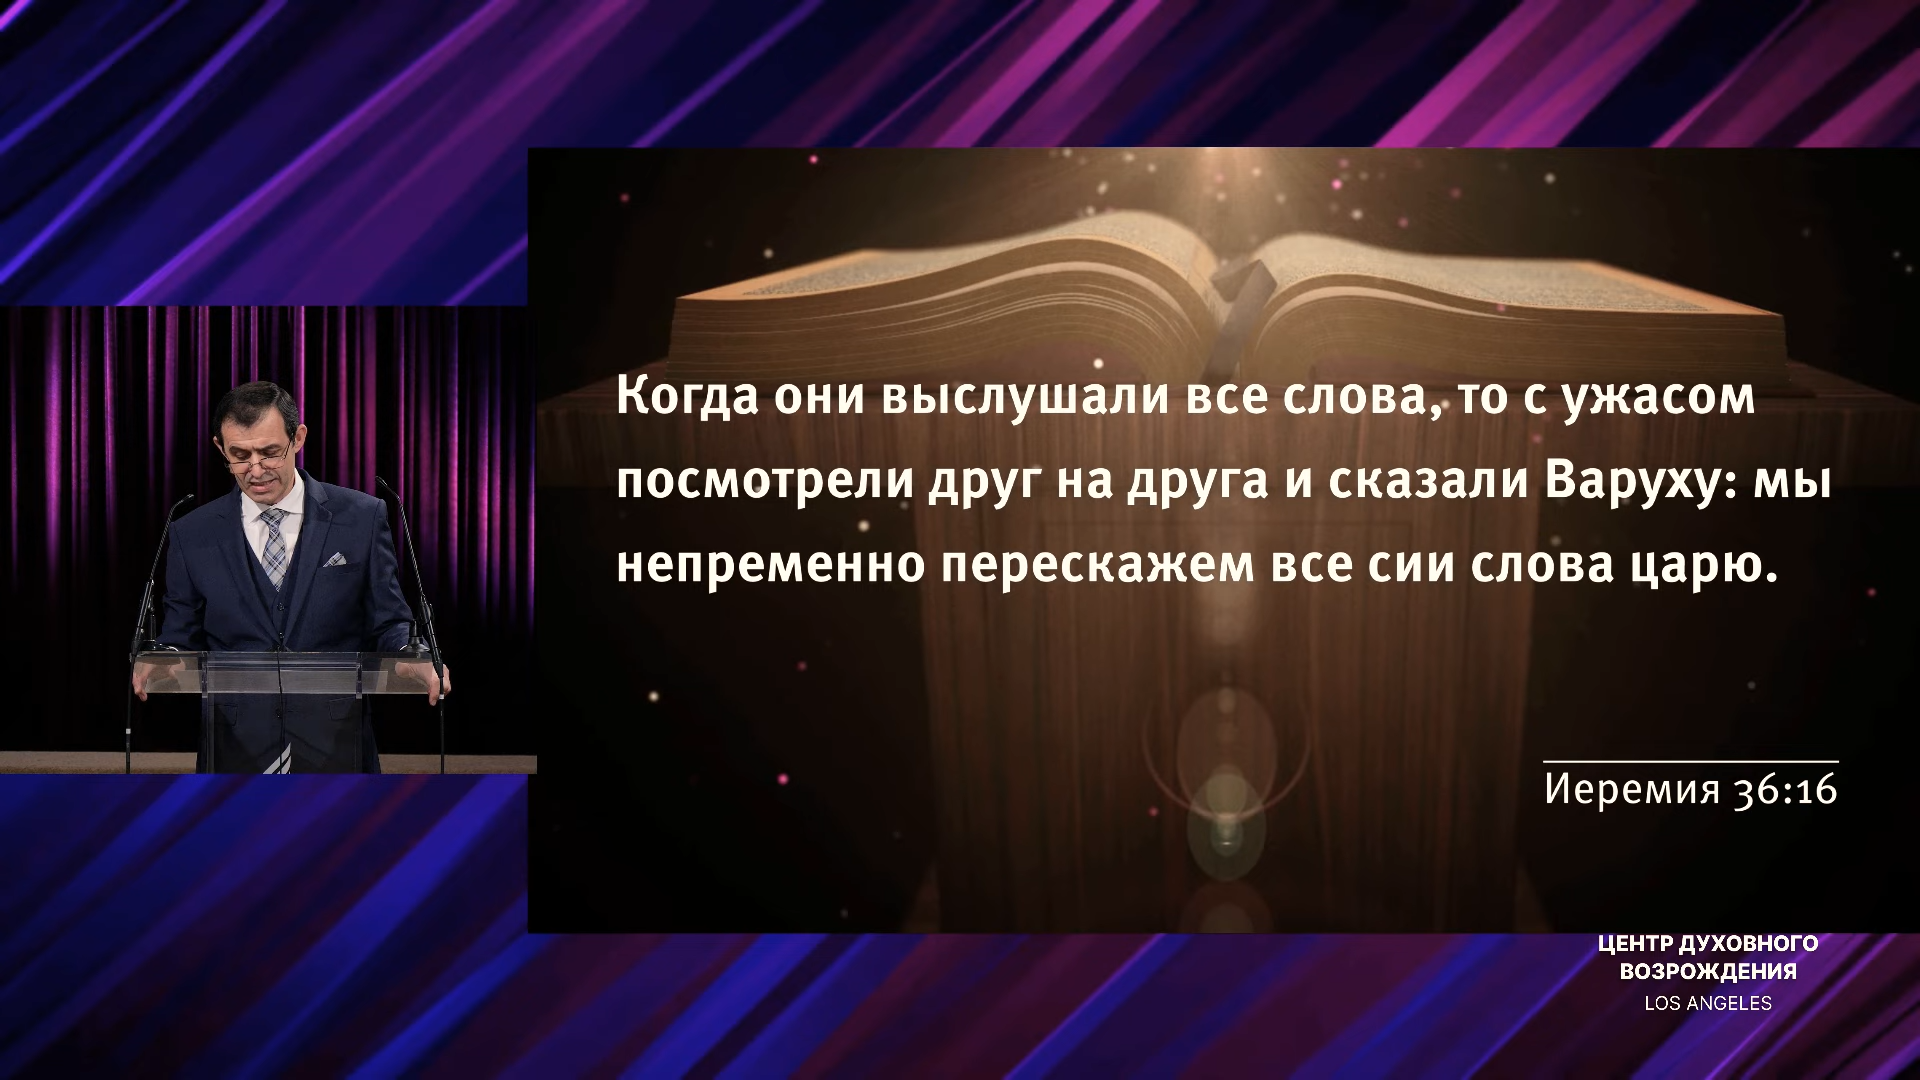 Когда они выслушали все слова, то с ужасом
посмотрели друг на друга и сказали Варуху: мы
непременно перескажем все сии слова царю.
Иеремия 36:16
ЦЕНТР ДУХОВНОГО
ВОЗРОЖДЕНИЯ
LOS ANGELES